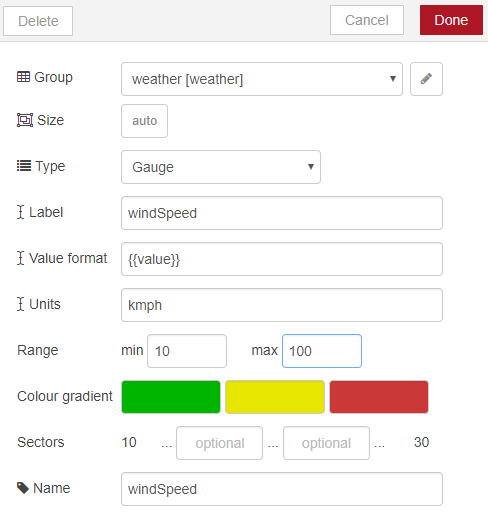 Delete Cancel Done
Group weather [weather]
Size auto
Type Gauge
Label windSpeed
Value format {{value}}
Units kmph
Range min 10 max 100
Colour gradient
Sectors 10 ... optional ... optional ... 30
Name windSpeed